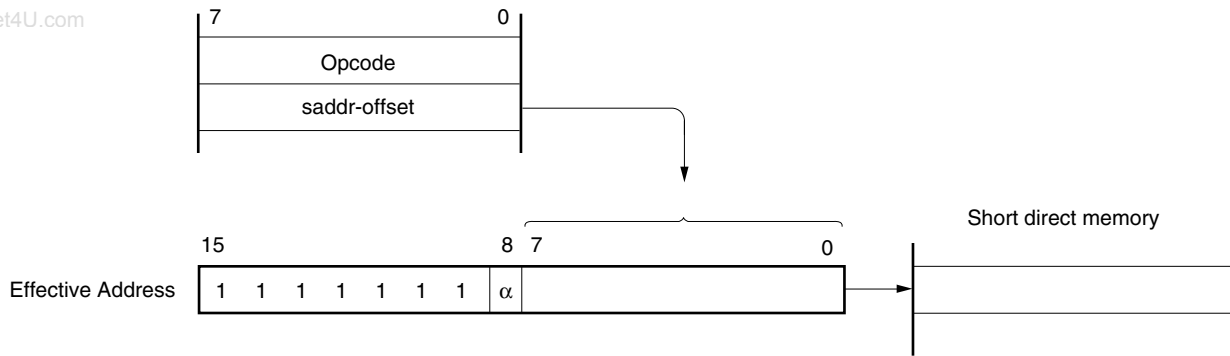 et4U.com
7 0
Opcode
saddr-offset
Short direct memory
15 8 7 0
Effective Address 1 1 1 1 1 1 1 α